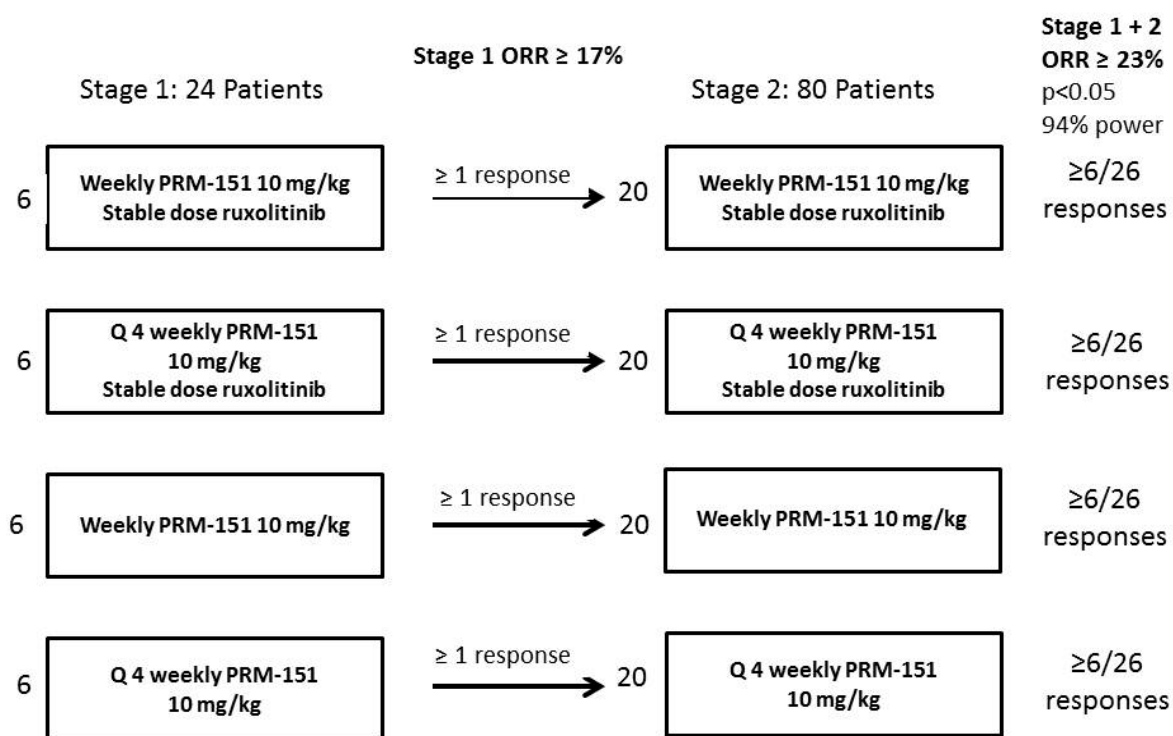 Stage 1: 24 Patients
Stage 1 ORR ≥ 17%
Stage 2: 80 Patients
Stage 1 + 2
ORR ≥ 23%
p<0.05
94% power
6
Weekly PRM-151 10 mg/kg
Stable dose ruxolitinib
≥ 1 response
20
Weekly PRM-151 10 mg/kg
Stable dose ruxolitinib
≥6/26
responses
6
Q 4 weekly PRM-151
10 mg/kg
Stable dose ruxolitinib
≥ 1 response
20
Q 4 weekly PRM-151
10 mg/kg
Stable dose ruxolitinib
≥6/26
responses
6
Weekly PRM-151 10 mg/kg
≥ 1 response
20
Weekly PRM-151 10 mg/kg
≥6/26
responses
6
Q 4 weekly PRM-151
10 mg/kg
≥ 1 response
20
Q 4 weekly PRM-151
10 mg/kg
≥6/26
responses